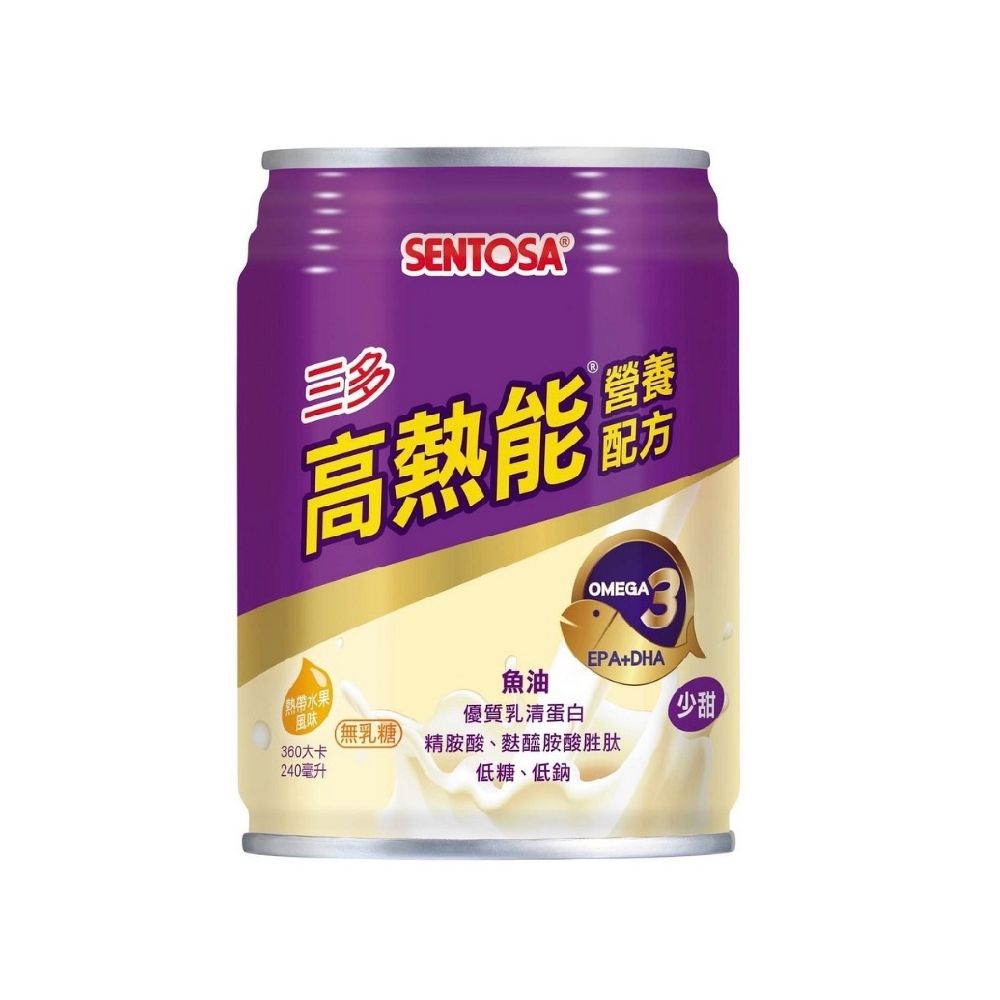 SENTOSA®
三多
高熱能®
營養
配方
OMEGA 3
EPA+DHA
魚油
優質乳清蛋白
精胺酸、麩醯胺酸胜肽
低糖、低鈉
少甜
熱帶水果
風味
無乳糖
360大卡
240毫升